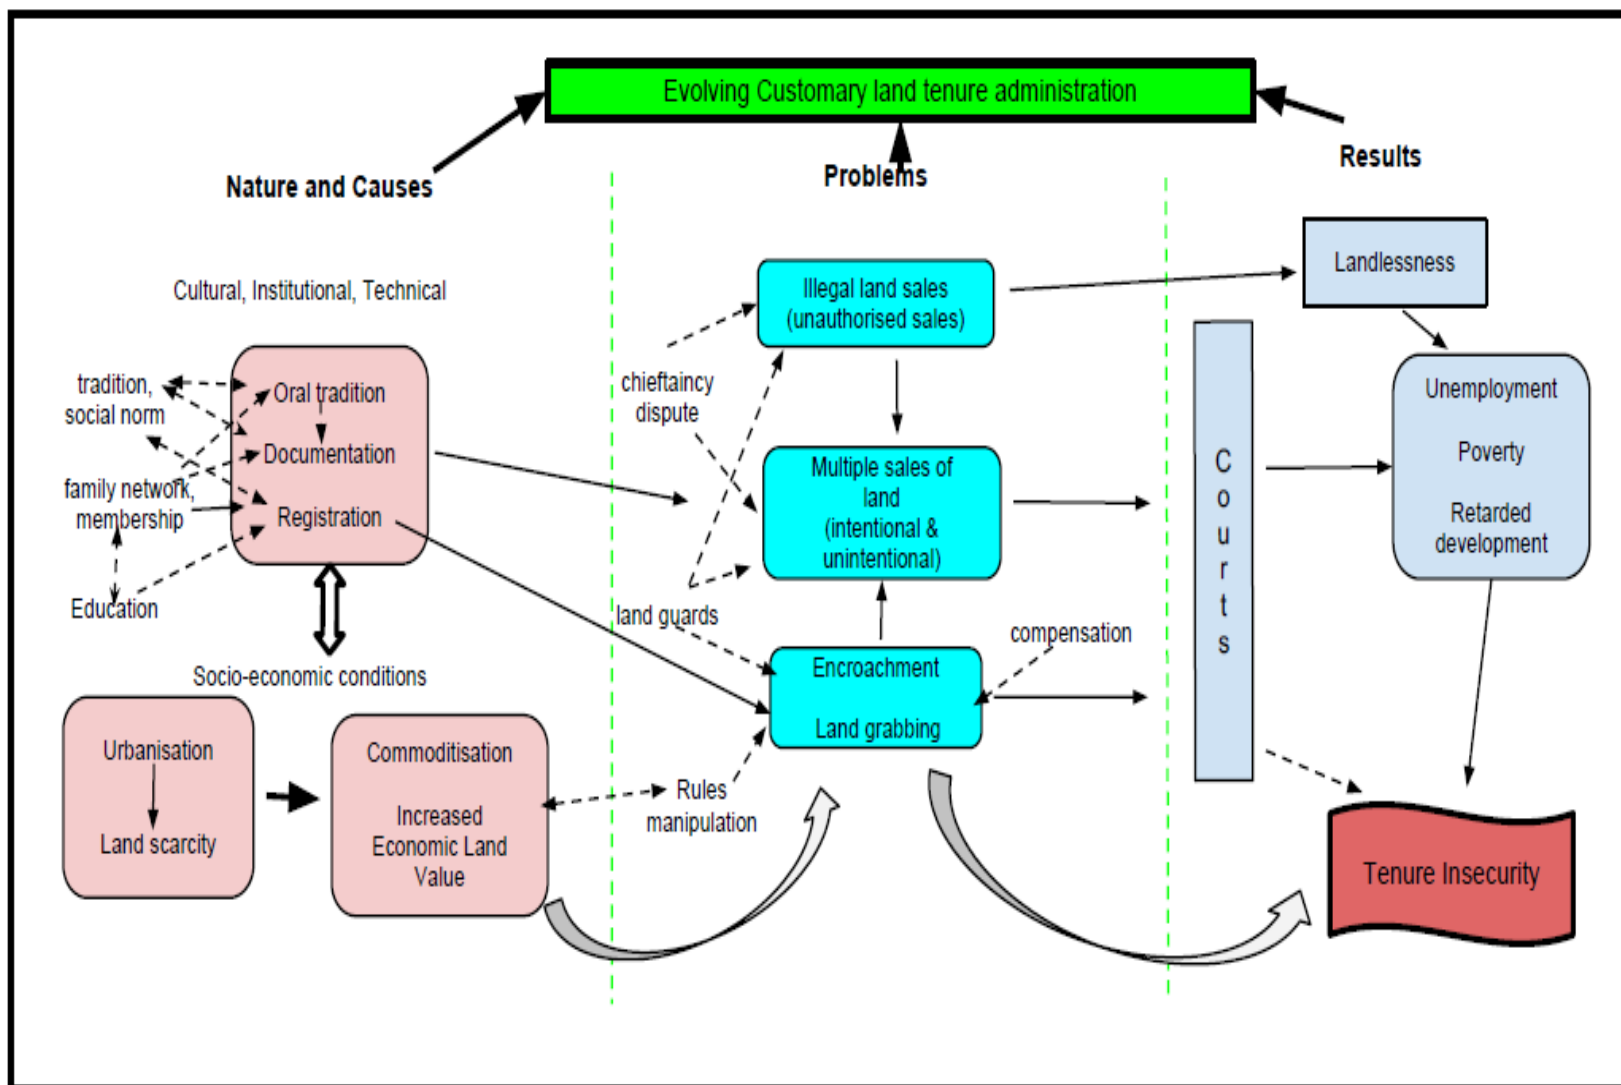 Evolving Customary land tenure administration
Nature and Causes
Problems
Results
Cultural, Institutional, Technical
tradition,
social norm
family network,
membership
Education
Oral tradition
Documentation
Registration
Socio-economic conditions
Urbanisation
Land scarcity
Commoditisation
Increased
Economic Land
Value
Illegal land sales
(unauthorised sales)
chieftaincy
dispute
Multiple sales of
land
(intentional &
unintentional)
land guards
compensation
Encroachment
Land grabbing
Rules
manipulation
Landlessness
C
o
u
r
t
s
Unemployment
Poverty
Retarded
development
Tenure Insecurity